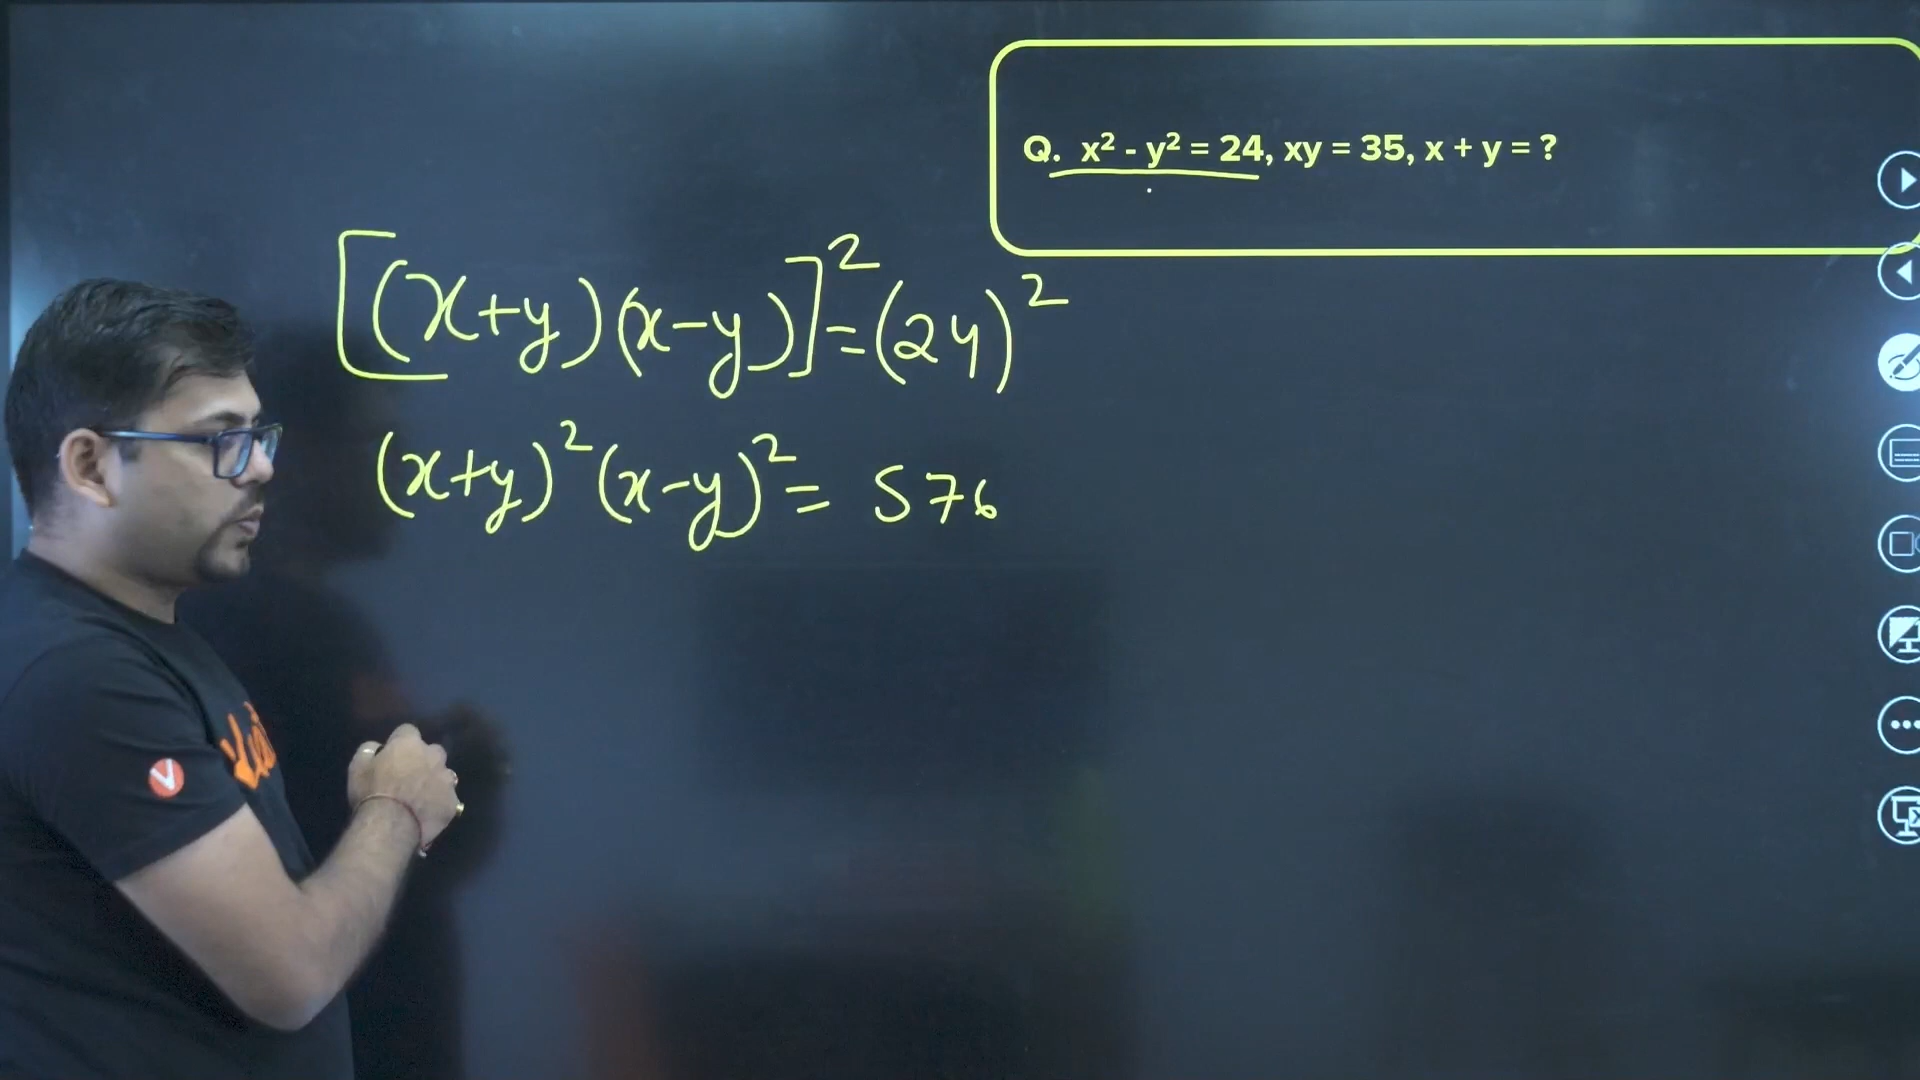 Q. x² - y² = 24, xy = 35, x + y = ?
[(x+y)(x-y)]² = (24)²
(x+y)² (x-y)² = 576
V